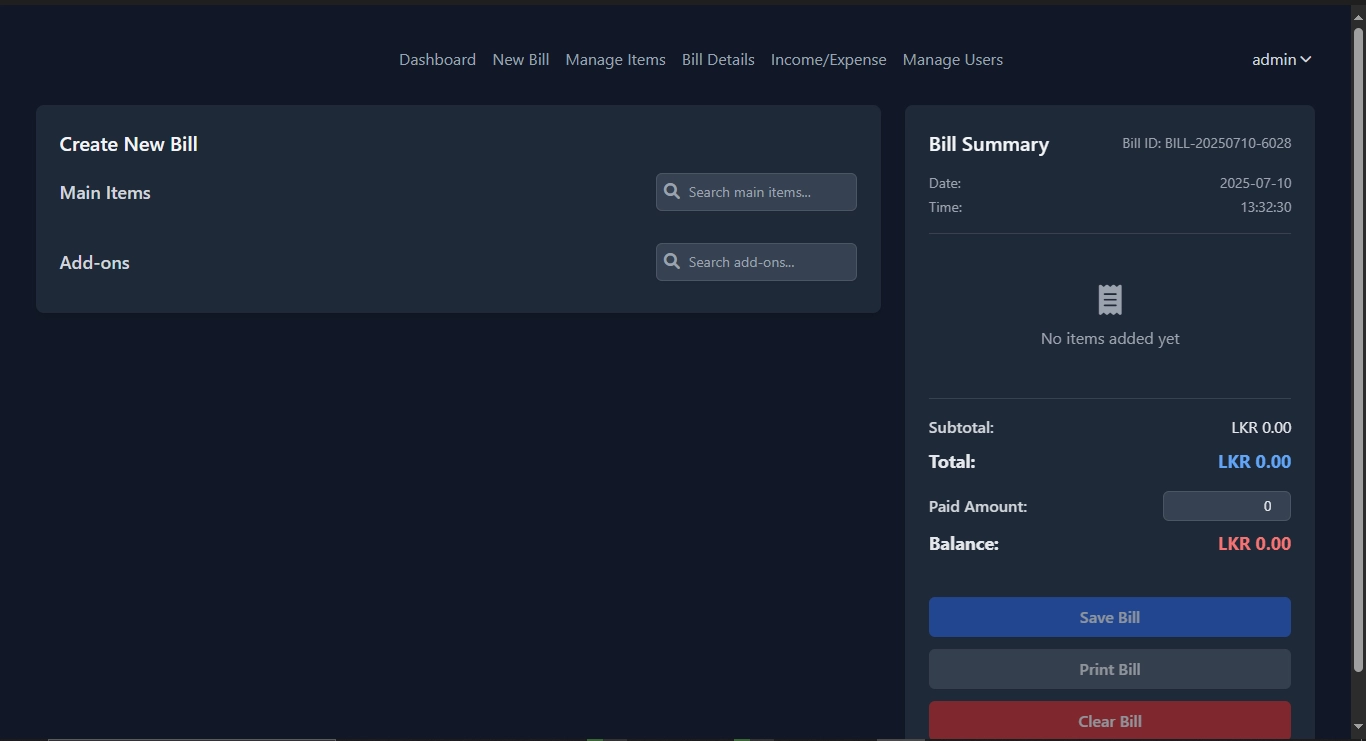 Dashboard New Bill Manage Items Bill Details Income/Expense Manage Users admin
Create New Bill
Main Items Search main items...
Add-ons Search add-ons...
Bill Summary Bill ID: BILL-20250710-6028
Date: 2025-07-10
Time: 13:32:30
No items added yet
Subtotal: LKR 0.00
Total: LKR 0.00
Paid Amount: 0
Balance: LKR 0.00
Save Bill
Print Bill
Clear Bill